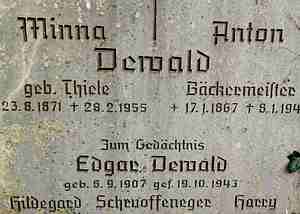 Minna Anton
Dewald
geb. Thiele Bäckermeister
23.8.1871 + 28.2.1955 + 17.1.1867 + 8.1.194
Zum Gedächtnis
Edgar Dewald
geb. 5.9.1907 gef. 19.10.1943
Hildegard Schruoffeneger Harry